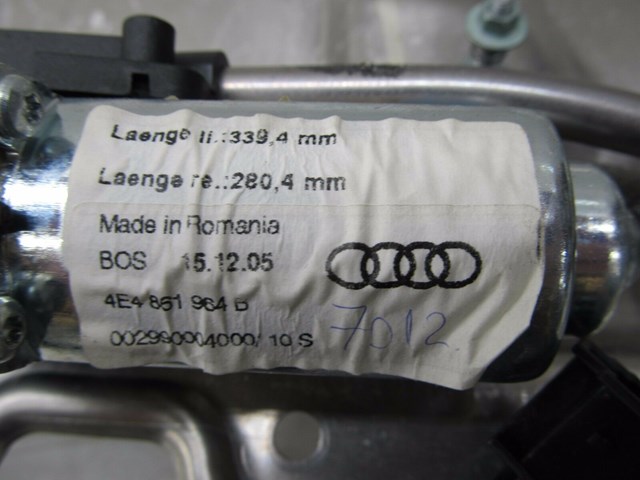 Laenge li.:339,4 mm
Laenge re.:280,4 mm
Made in Romania
BOS 15.12.05
4E4 861 964 B
002990004000/10 S
7012